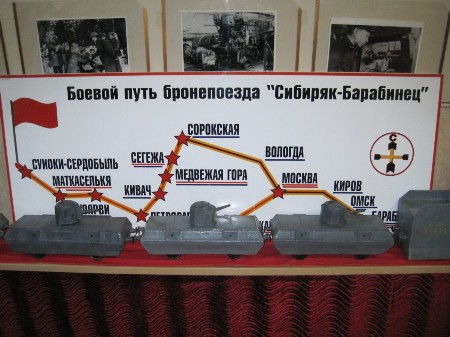 Боевой путь бронепоезда "Сибиряк-Барабинец"
СОРОКСКАЯ
С
СЕГЕЖА
ВОЛОГДА
СУИОКИ-СЕРДОБЫЛЬ
МЕДВЕЖЬЯ ГОРА
МАТКАСЕЛЬКЯ
МОСКВА
КИРОВ
КИВАЧ
ОМСК